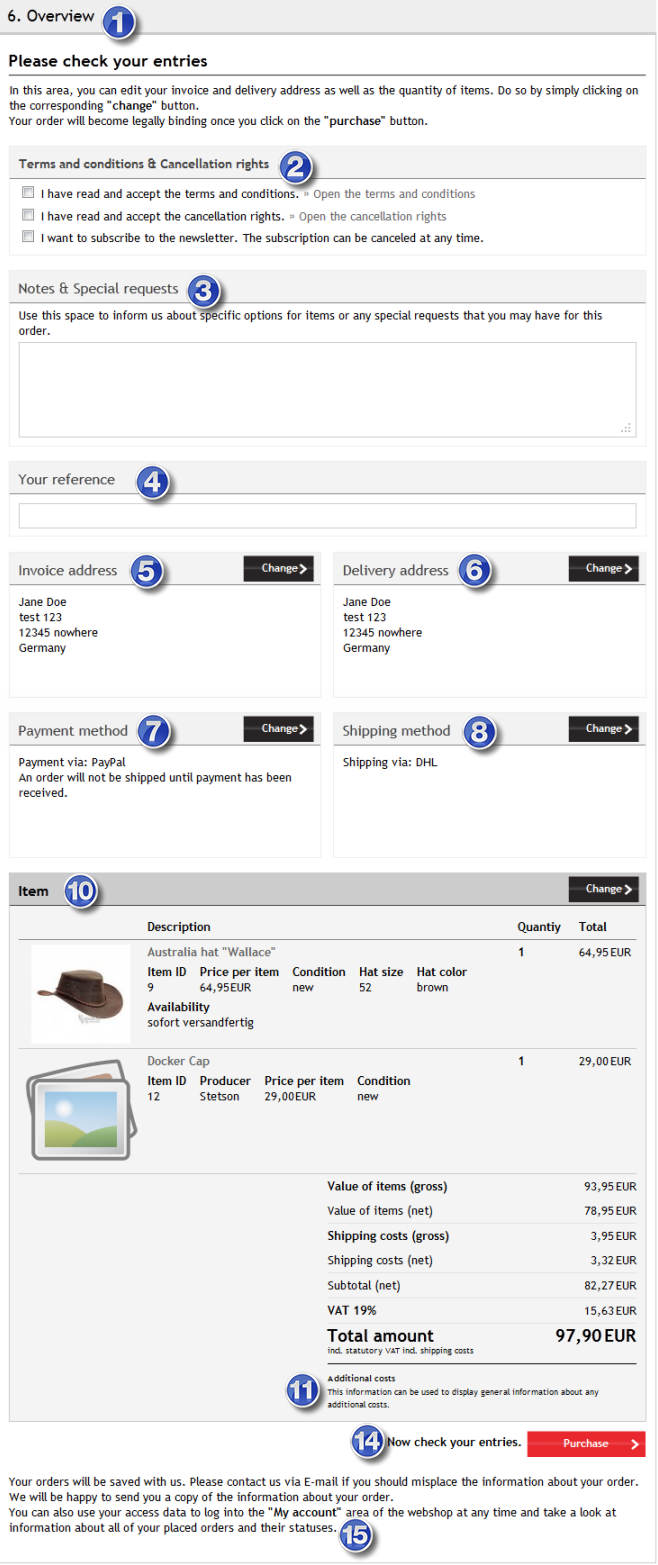 6. Overview 1
Please check your entries
In this area, you can edit your invoice and delivery address as well as the quantity of items. Do so by simply clicking on
the corresponding "change" button.
Your order will become legally binding once you click on the "purchase" button.
Terms and conditions & Cancellation rights 2
I have read and accept the terms and conditions. » Open the terms and conditions
I have read and accept the cancellation rights. » Open the cancellation rights
I want to subscribe to the newsletter. The subscription can be canceled at any time.
Notes & Special requests 3
Use this space to inform us about specific options for items or any special requests that you may have for this
order.
Your reference 4
Invoice address 5 Change
Jane Doe
test 123
12345 nowhere
Germany
Delivery address 6 Change
Jane Doe
test 123
12345 nowhere
Germany
Payment method 7 Change
Payment via: PayPal
An order will not be shipped until payment has been
received.
Shipping method 8 Change
Shipping via: DHL
Item 10 Change
Description Quantiy Total
Australia hat "Wallace" 1 64,95 EUR
Item ID Price per item Condition Hat size Hat color
9 64,95EUR new 52 brown
Availability
sofort versandfertig
Docker Cap 1 29,00 EUR
Item ID Producer Price per item Condition
12 Stetson 29,00EUR new
Value of items (gross) 93,95 EUR
Value of items (net) 78,95 EUR
Shipping costs (gross) 3,95 EUR
Shipping costs (net) 3,32 EUR
Subtotal (net) 82,27 EUR
VAT 19% 15,63 EUR
Total amount 97,90 EUR
incl. statutory VAT incl. shipping costs
Additional costs
11 This information can be used to display general information about any
additional costs.
14 Now check your entries. Purchase
Your orders will be saved with us. Please contact us via E-mail if you should misplace the information about your order.
We will be happy to send you a copy of the information about your order.
You can also use your access data to log into the "My account" area of the webshop at any time and take a look at
information about all of your placed orders and their statuses. 15